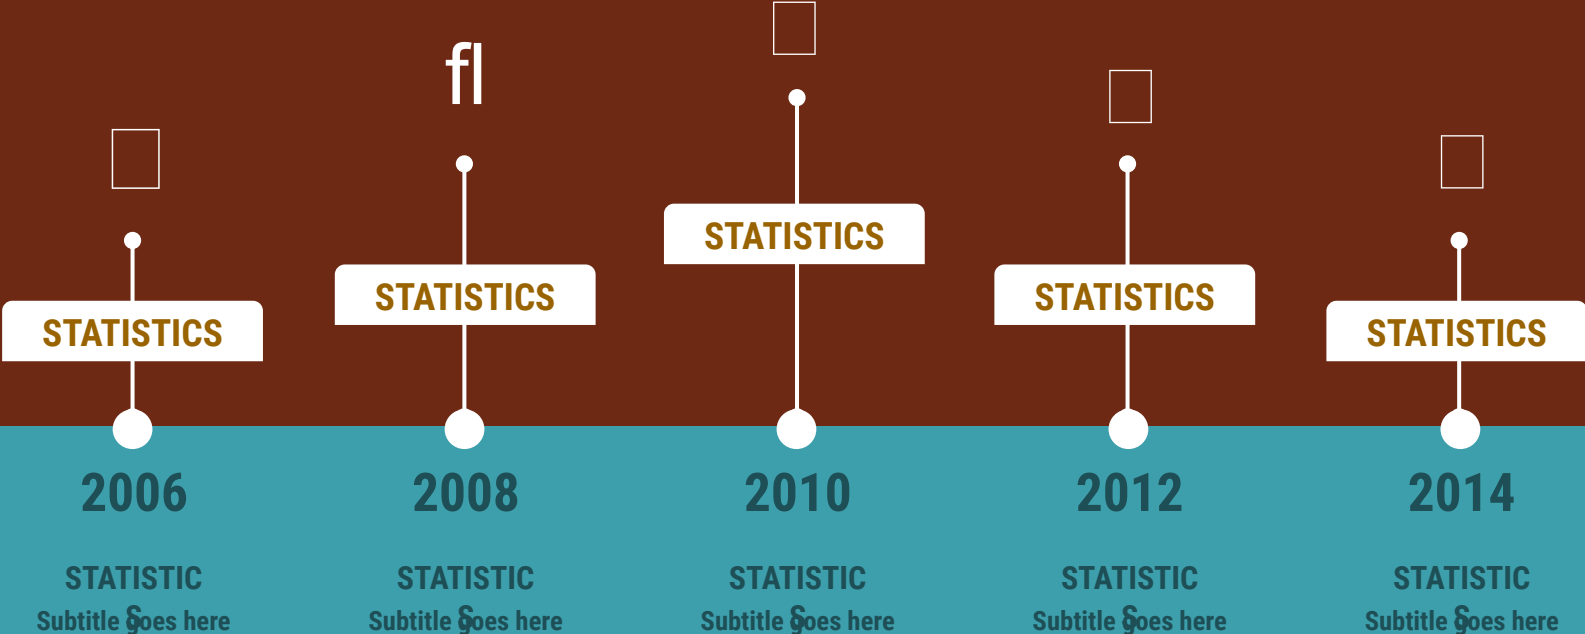 fl
STATISTICS
STATISTICS
STATISTICS
STATISTICS
STATISTICS
2006
2008
2010
2012
2014
STATISTIC
S
Subtitle goes here
STATISTIC
S
Subtitle goes here
STATISTIC
S
Subtitle goes here
STATISTIC
S
Subtitle goes here
STATISTIC
S
Subtitle goes here